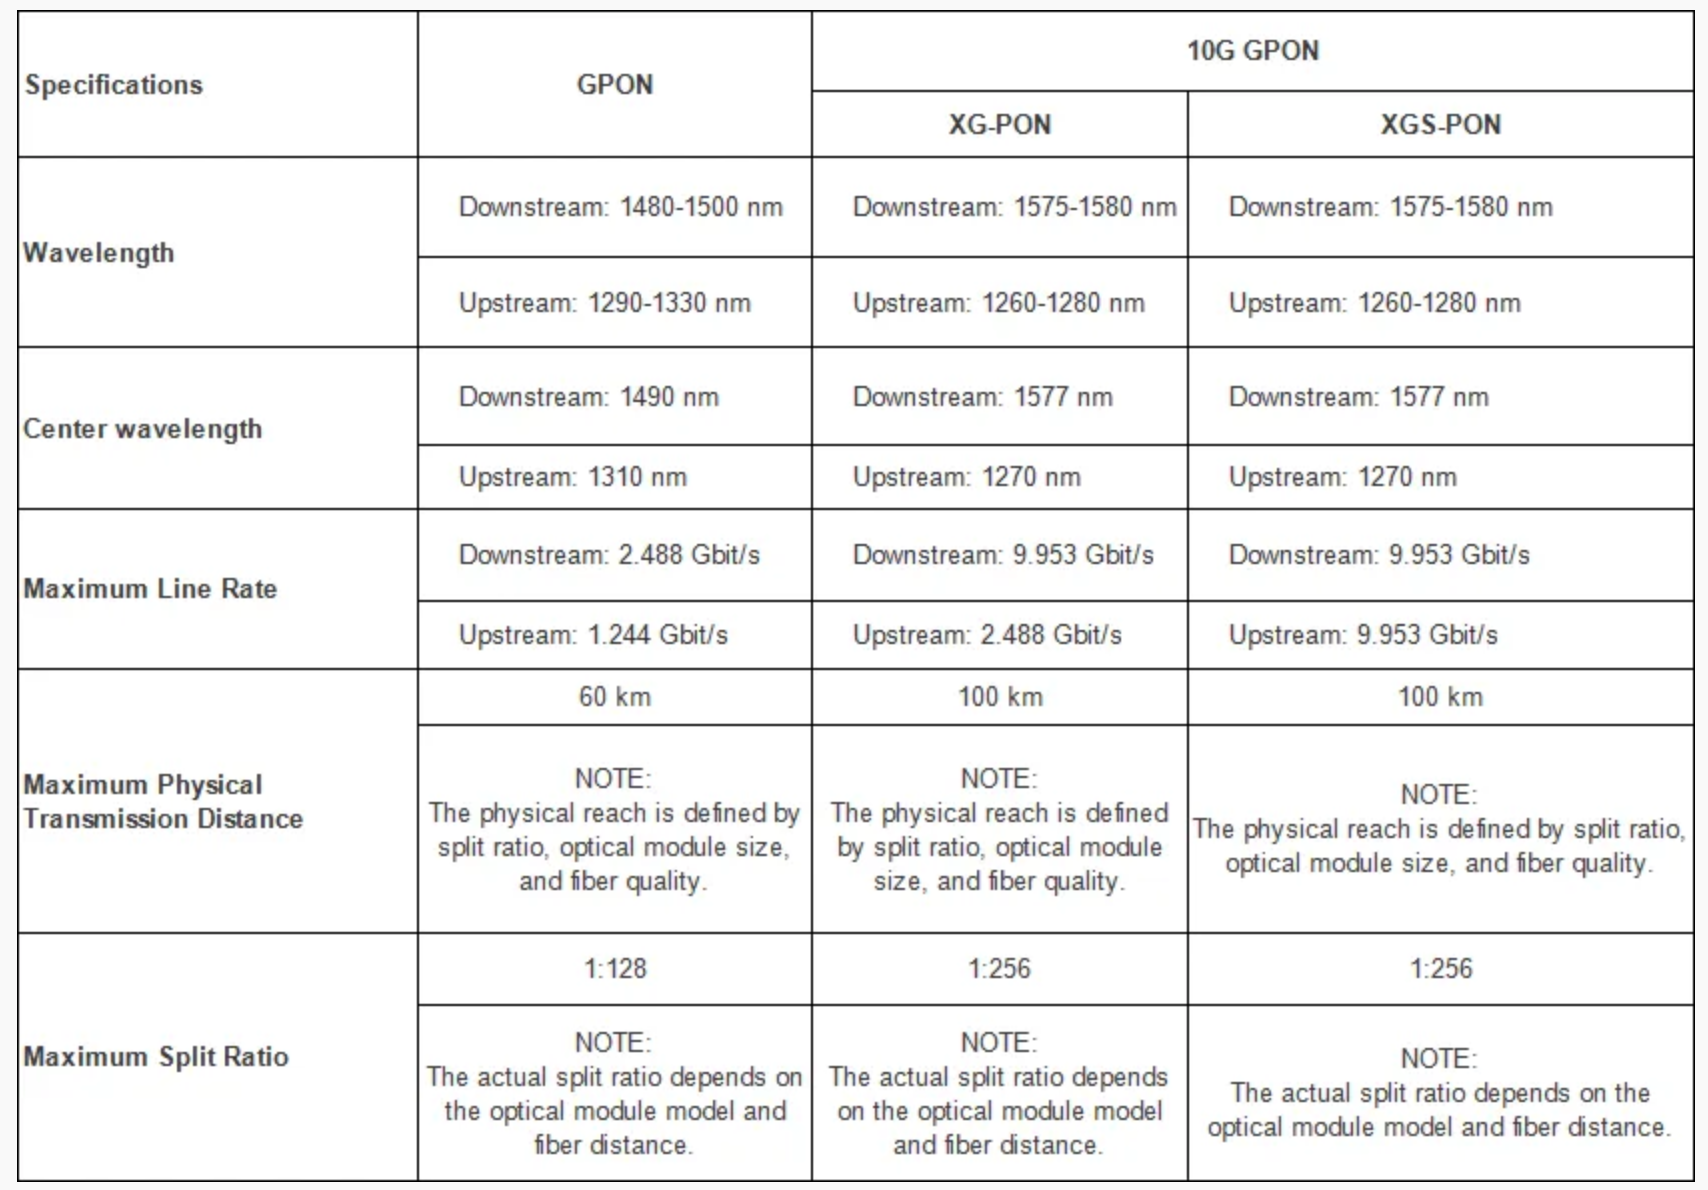 Specifications
GPON
10G GPON
XG-PON
XGS-PON
Wavelength
Downstream: 1480-1500 nm
Downstream: 1575-1580 nm
Downstream: 1575-1580 nm
Upstream: 1290-1330 nm
Upstream: 1260-1280 nm
Upstream: 1260-1280 nm
Center wavelength
Downstream: 1490 nm
Downstream: 1577 nm
Downstream: 1577 nm
Upstream: 1310 nm
Upstream: 1270 nm
Upstream: 1270 nm
Maximum Line Rate
Downstream: 2.488 Gbit/s
Downstream: 9.953 Gbit/s
Downstream: 9.953 Gbit/s
Upstream: 1.244 Gbit/s
Upstream: 2.488 Gbit/s
Upstream: 9.953 Gbit/s
Maximum Physical
Transmission Distance
60 km
100 km
100 km
NOTE:
The physical reach is defined by
split ratio, optical module size,
and fiber quality.
NOTE:
The physical reach is defined
by split ratio, optical module
size, and fiber quality.
NOTE:
The physical reach is defined by split ratio,
optical module size, and fiber quality.
Maximum Split Ratio
1:128
1:256
1:256
NOTE:
The actual split ratio depends on
the optical module model and
fiber distance.
NOTE:
The actual split ratio depends
on the optical module model
and fiber distance.
NOTE:
The actual split ratio depends on the
optical module model and fiber distance.